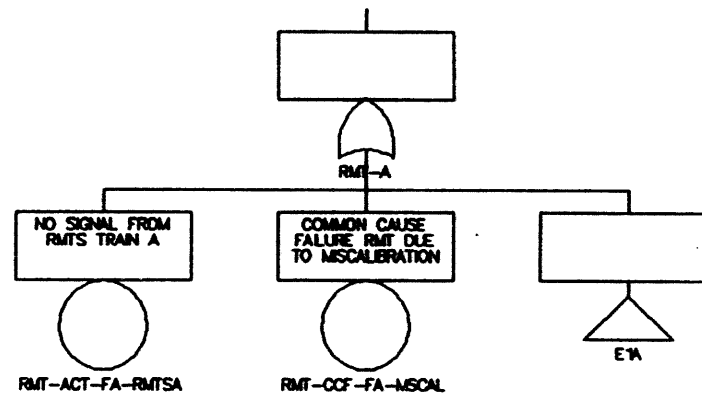 RMT-A
NO SIGNAL FROM
RMTS TRAIN A
COMMON CAUSE
FALURE RMT DUE
TO MISCALIBRATION
RMT-ACT-FA-RMTSA
RMT-CCF-FA-MSCAL
E1A